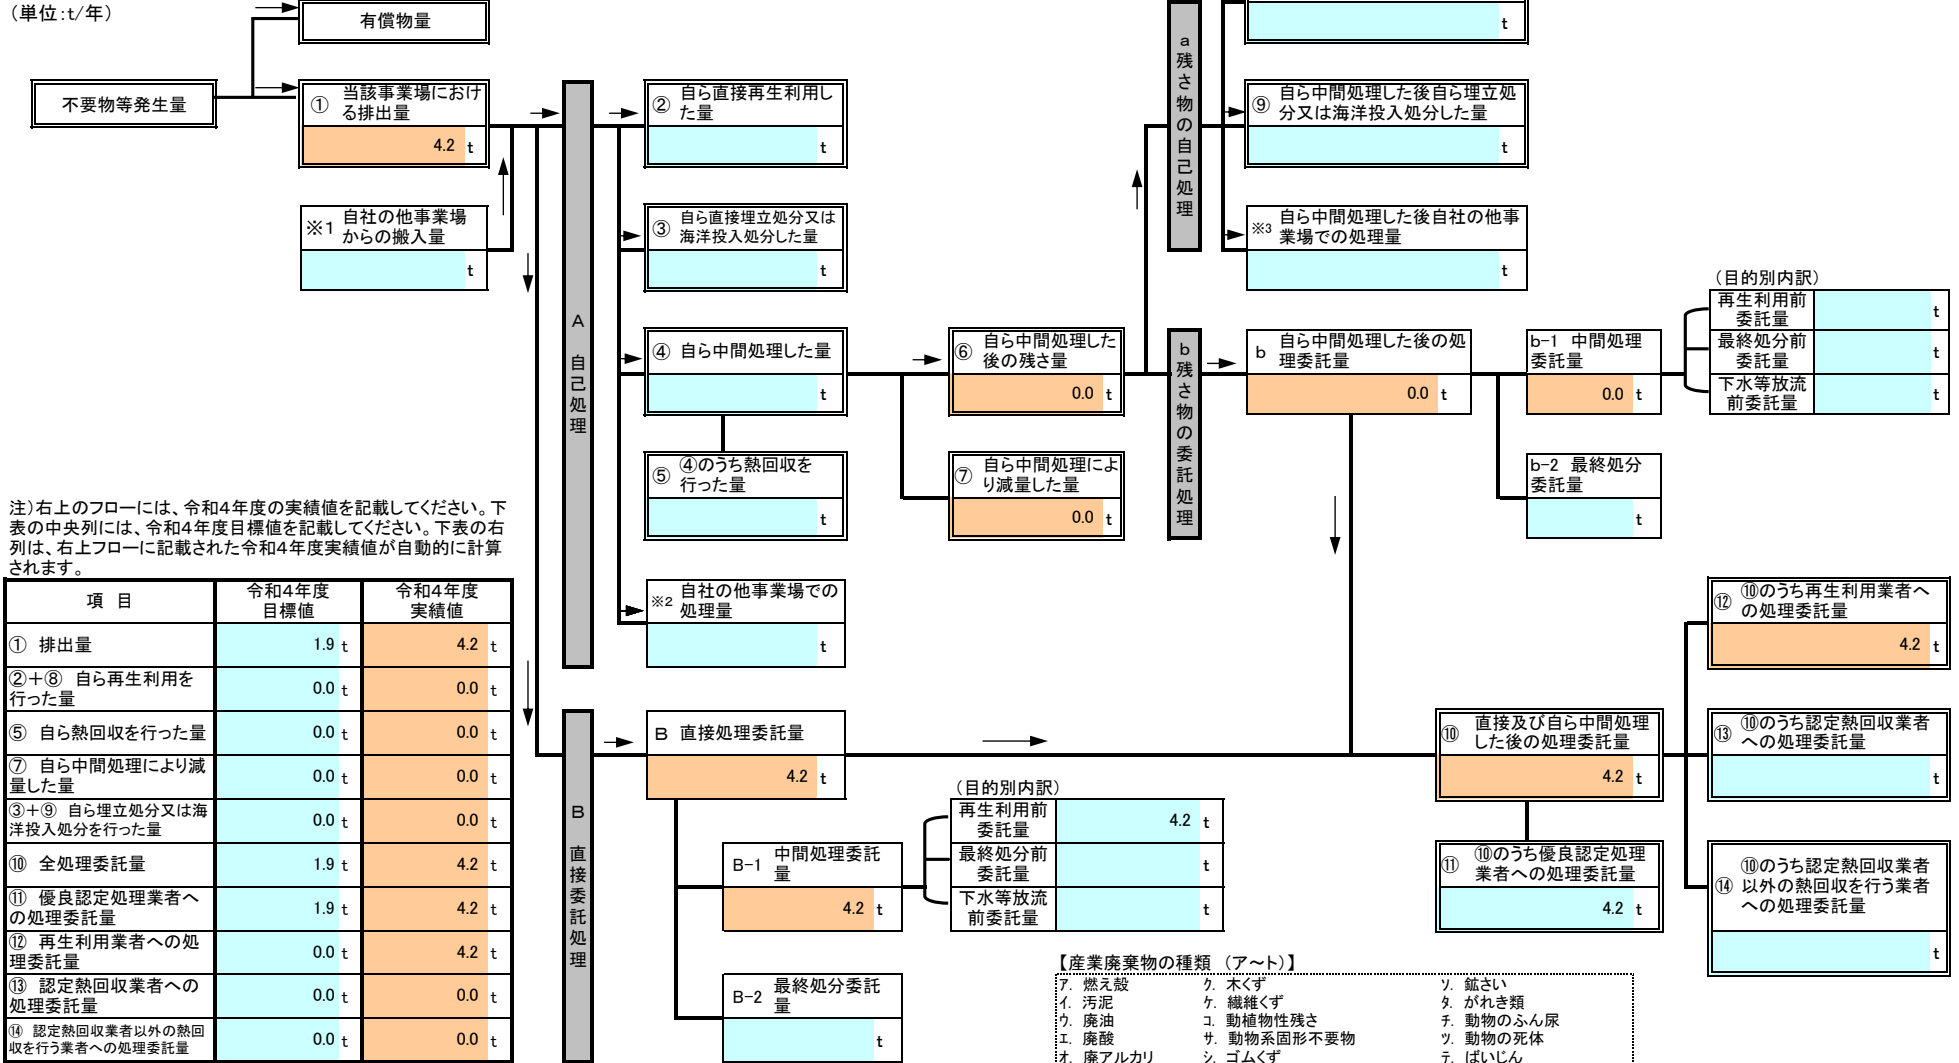 (単位:t/年)
有償物量
不要物等発生量
① 当該事業場におけ
る排出量
4.2 t
※1 自社の他事業場
からの搬入量
t
A 自己処理
② 自ら直接再生利用し
た量
t
③ 自ら直接埋立処分又は
海洋投入処分した量
t
④ 自ら中間処理した量
t
⑤ ④のうち熱回収を
行った量
t
※2 自社の他事業場での
処理量
t
⑥ 自ら中間処理した
後の残さ量
0.0 t
⑦ 自ら中間処理によ
り減量した量
0.0 t
a 残さ物の自己処理
t
⑨ 自ら中間処理した後自ら埋立処
分又は海洋投入処分した量
t
※3 自ら中間処理した後自社の他事
業場での処理量
t
b 残さ物の委託処理
b 自ら中間処理した後の処
理委託量
0.0 t
b-1 中間処理
委託量
0.0 t
b-2 最終処分
委託量
t
(目的別内訳)
再生利用前
委託量
t
最終処分前
委託量
t
下水等放流
前委託量
t
注)右上のフローには、令和4年度の実績値を記載してください。下
表の中央列には、令和4年度目標値を記載してください。下表の右
列は、右上フローに記載された令和4年度実績値が自動的に計算
されます。
項 目 令和4年度 令和4年度
目標値 実績値
① 排出量 1.9 t 4.2 t
②+⑧ 自ら再生利用を
行った量 0.0 t 0.0 t
⑤ 自ら熱回収を行った量 0.0 t 0.0 t
⑦ 自ら中間処理により減
量した量 0.0 t 0.0 t
③+⑨ 自ら埋立処分又は海
洋投入処分を行った量 0.0 t 0.0 t
⑩ 全処理委託量 1.9 t 4.2 t
⑪ 優良認定処理業者へ
の処理委託量 1.9 t 4.2 t
⑫ 再生利用業者への処
理委託量 0.0 t 4.2 t
⑬ 認定熱回収業者への
処理委託量 0.0 t 0.0 t
⑭ 認定熱回収業者以外の熱回
収を行う業者への処理委託量 0.0 t 0.0 t
B 直接委託処理
B 直接処理委託量
4.2 t
B-1 中間処理委託
量
4.2 t
B-2 最終処分委託
量
t
(目的別内訳)
再生利用前
委託量
4.2 t
最終処分前
委託量
t
下水等放流
前委託量
t
⑩ 直接及び自ら中間処理
した後の処理委託量
4.2 t
⑪ ⑩のうち優良認定処理
業者への処理委託量
4.2 t
⑫ ⑩のうち再生利用業者へ
の処理委託量
4.2 t
⑬ ⑩のうち認定熱回収業者
への処理委託量
t
⑭ ⑩のうち認定熱回収業者
以外の熱回収を行う業者
への処理委託量
t
【産業廃棄物の種類 (ア~ト)】
ア. 燃え殻 ク. 木くず ソ. 鉱さい
イ. 汚泥 ケ. 繊維くず タ. がれき類
ウ. 廃油 コ. 動植物性残さ チ. 動物のふん尿
エ. 廃酸 サ. 動物系固形不要物 ツ. 動物の死体
オ. 廃アルカリ シ. ゴムくず テ. ばいじん